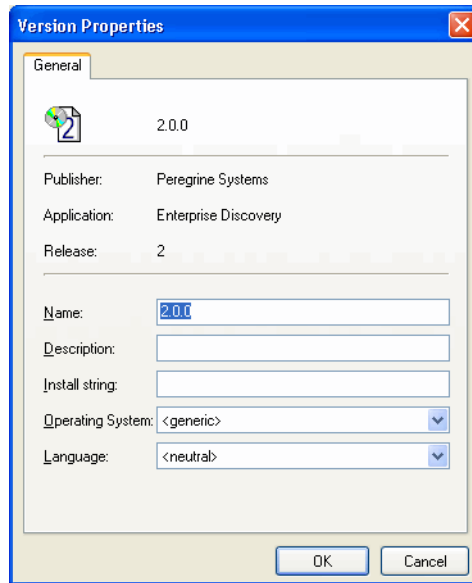 Version Properties
General
2
2.0.0
Publisher: Peregrine Systems
Application: Enterprise Discovery
Release: 2
Name: 2.0.0
Description:
Install string:
Operating System: <generic>
Language: <neutral>
OK Cancel